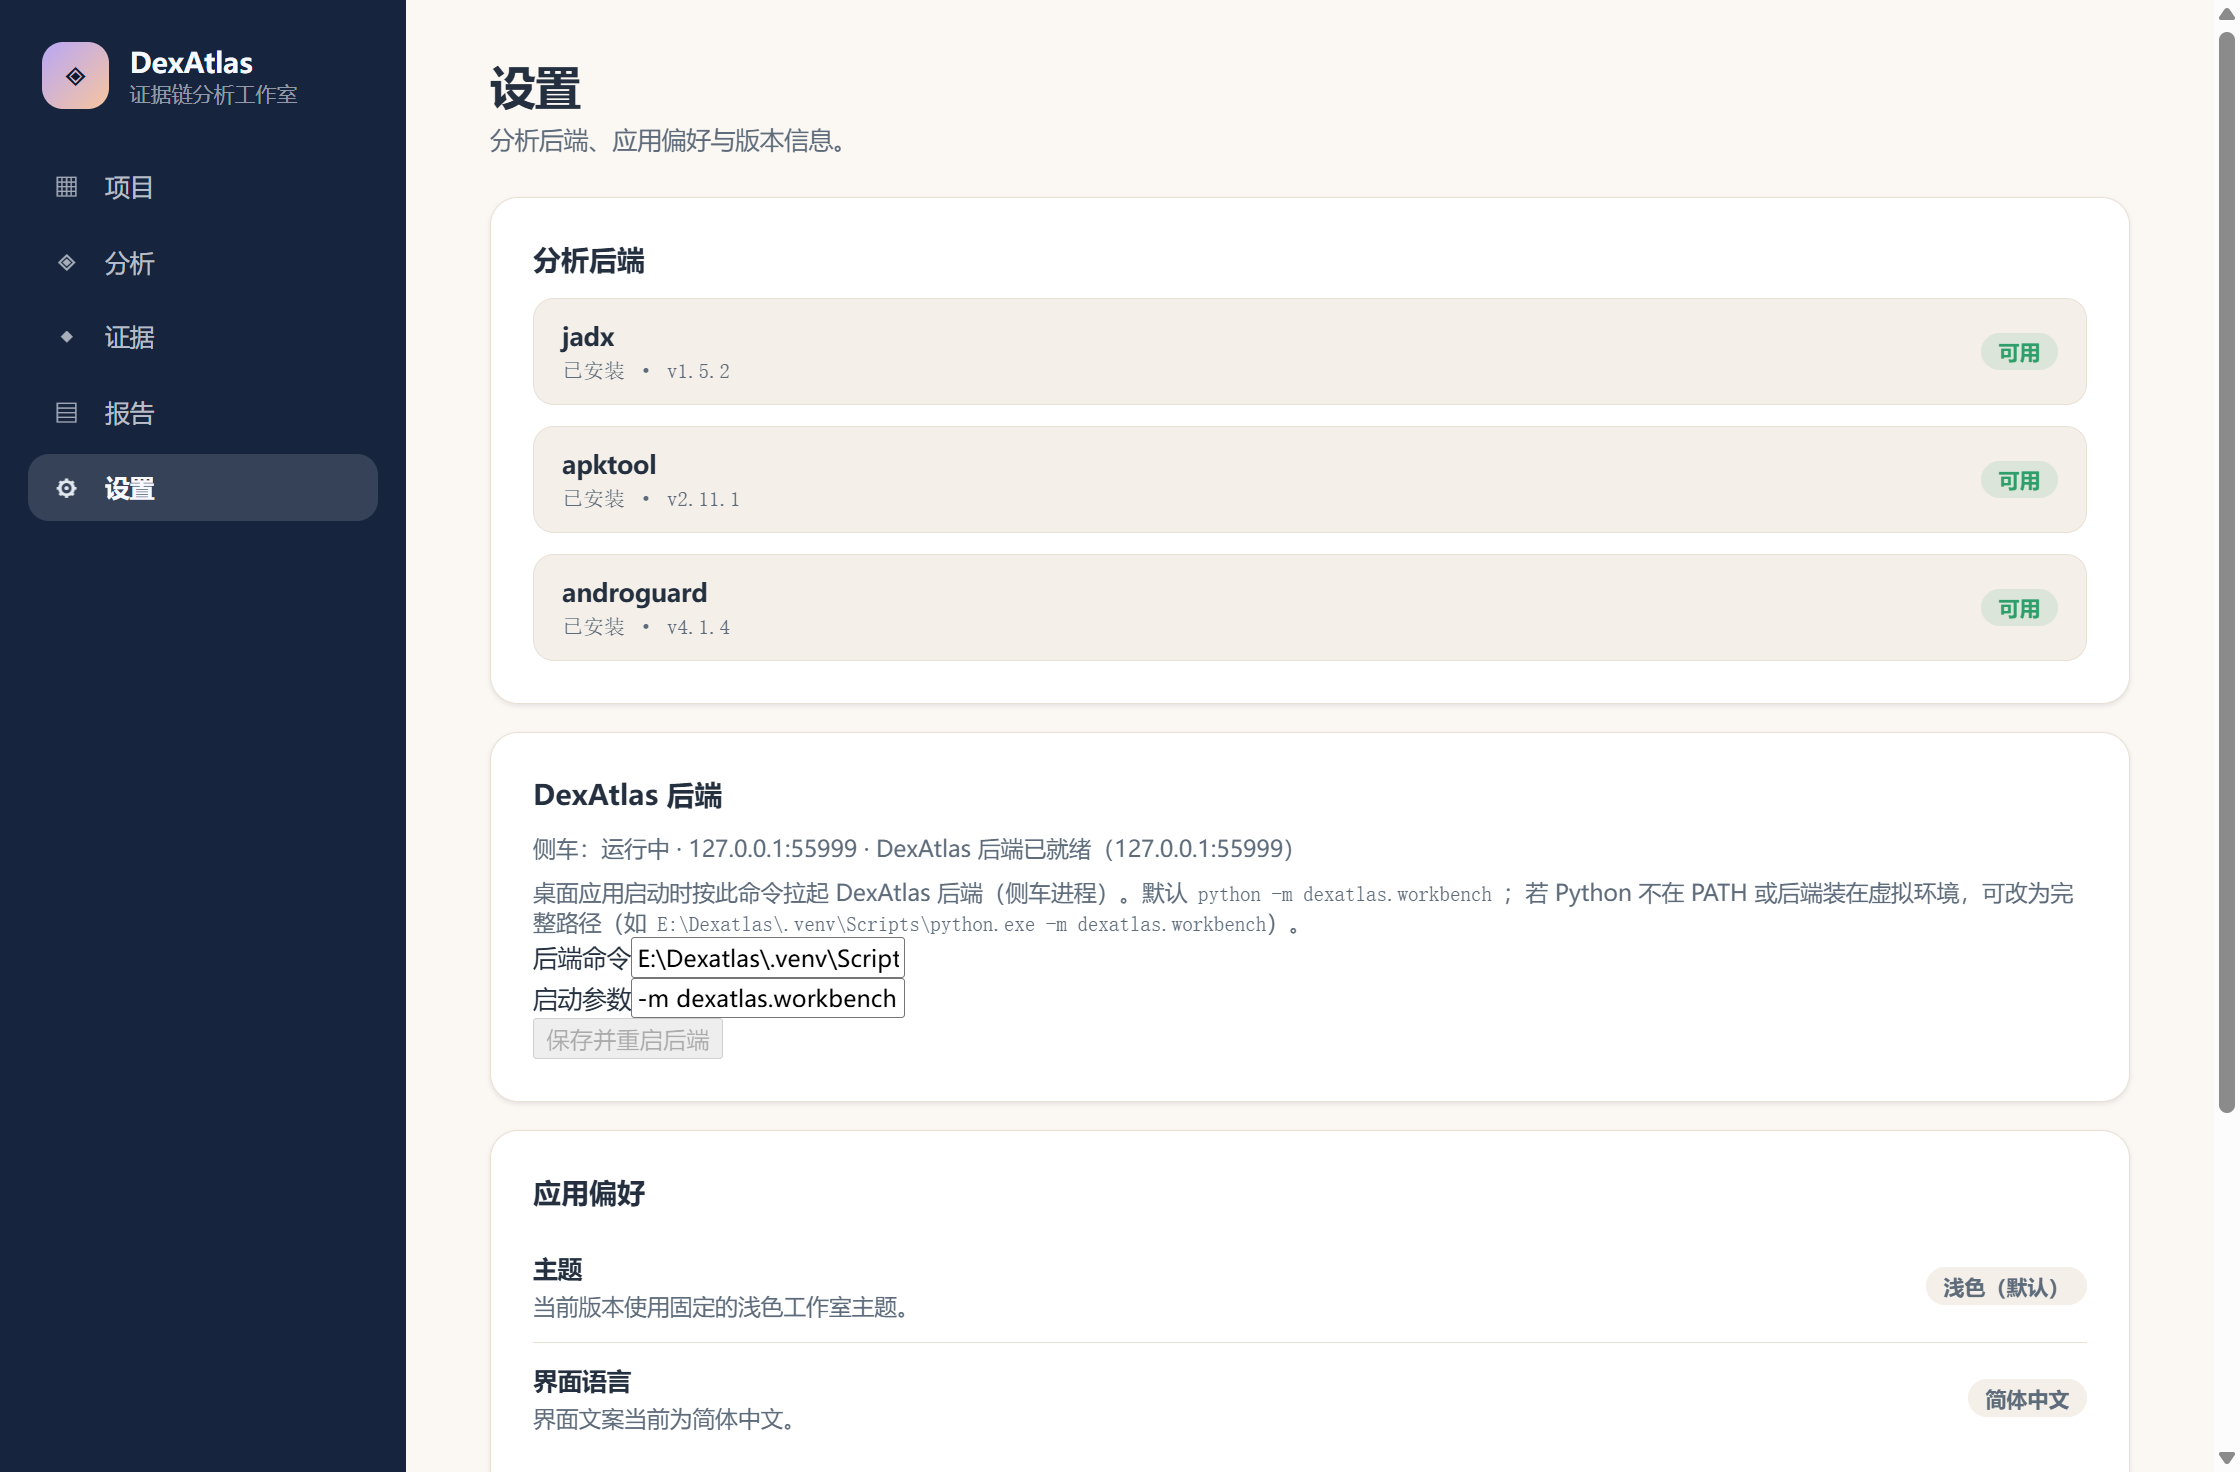 DexAtlas
证据链分析工作室
项目
分析
证据
报告
设置
设置
分析后端、应用偏好与版本信息。
分析后端
jadx
已安装 • v1.5.2
可用
apktool
已安装 • v2.11.1
可用
androguard
已安装 • v4.1.4
可用
DexAtlas 后端
侧车：运行中 · 127.0.0.1:55999 · DexAtlas 后端已就绪（127.0.0.1:55999）
桌面应用启动时按此命令拉起 DexAtlas 后端（侧车进程）。默认 python -m dexatlas.workbench ；若 Python 不在 PATH 或后端装在虚拟环境，可改为完
整路径（如 E:\Dexatlas\.venv\Scripts\python.exe -m dexatlas.workbench）。
后端命令 E:\Dexatlas\.venv\Script
启动参数 -m dexatlas.workbench
保存并重启后端
应用偏好
主题
当前版本使用固定的浅色工作室主题。
浅色（默认）
界面语言
界面文案当前为简体中文。
简体中文